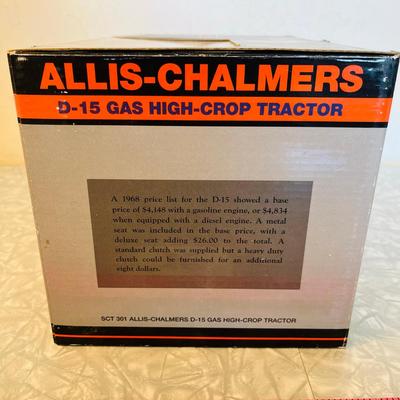 ALLIS-CHALMERS
D-15 GAS HIGH-CROP TRACTOR
A 1968 price list for the D-15 showed a base
price of $4,148 with a gasoline engine, or $4,834
when equipped with a diesel engine. A metal
seat was included in the base price, with a
deluxe seat adding $26.00 to the total. A
standard clutch was supplied but a heavy duty
clutch could be furnished for an additional
eight dollars.
SCT 301 ALLIS-CHALMERS D-15 GAS HIGH-CROP TRACTOR